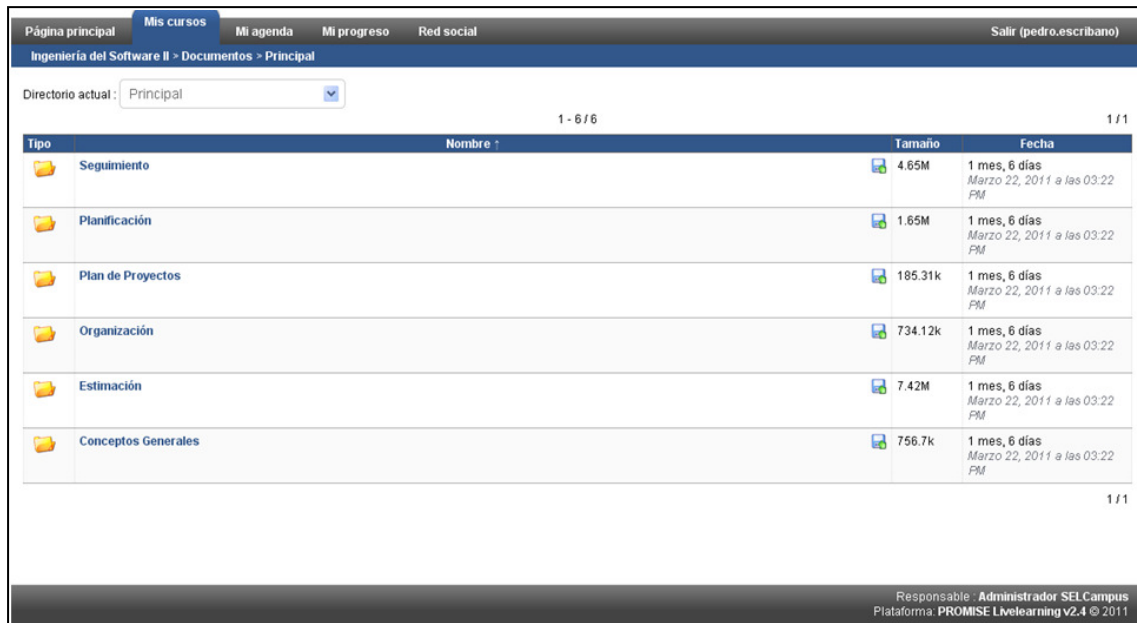 Página principal Mis cursos Mi agenda Mi progreso Red social Salir (pedro.escribano)
Ingeniería del Software II > Documentos > Principal
Directorio actual : Principal
1 - 6 / 6 1 / 1
Tipo Nombre ↑ Tamaño Fecha
Seguimiento 4.65M 1 mes, 6 días
Marzo 22, 2011 a las 03:22
PM
Planificación 1.65M 1 mes, 6 días
Marzo 22, 2011 a las 03:22
PM
Plan de Proyectos 185.31k 1 mes, 6 días
Marzo 22, 2011 a las 03:22
PM
Organización 734.12k 1 mes, 6 días
Marzo 22, 2011 a las 03:22
PM
Estimación 7.42M 1 mes, 6 días
Marzo 22, 2011 a las 03:22
PM
Conceptos Generales 756.7k 1 mes, 6 días
Marzo 22, 2011 a las 03:22
PM
1 / 1
Responsable : Administrador SELCampus
Plataforma: PROMISE Livelearning v2.4 © 2011